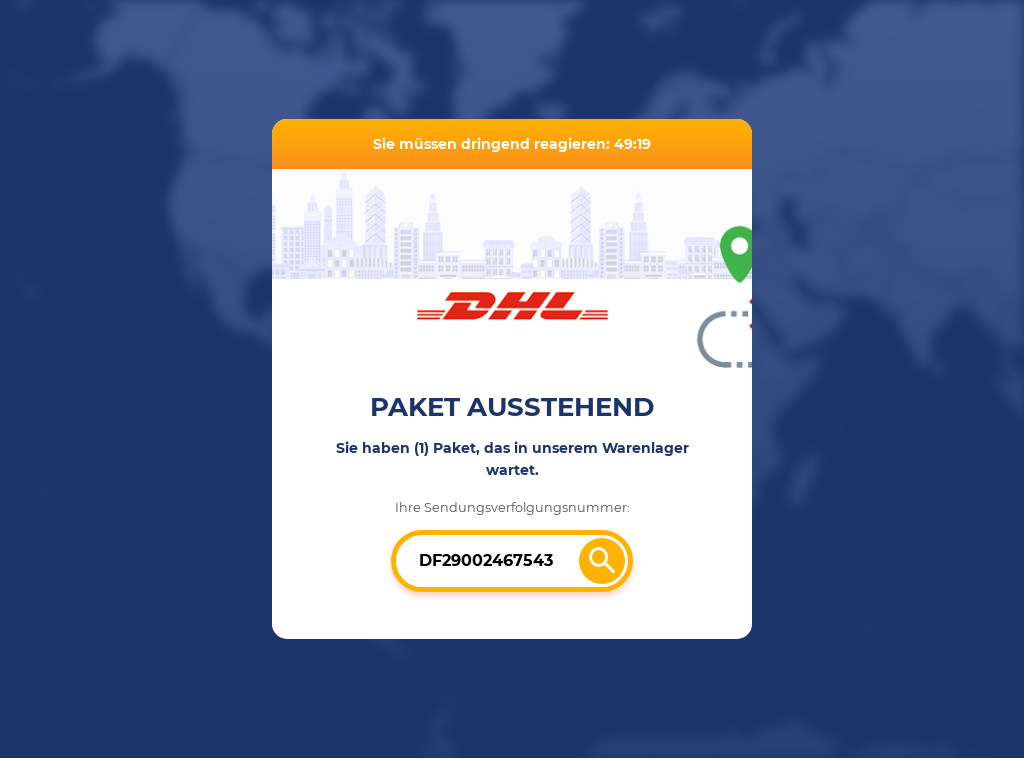 Sie müssen dringend reagieren: 49:19
DHL
PAKET AUSSTEHEND
Sie haben (1) Paket, das in unserem Warenlager
wartet.
Ihre Sendungsverfolgungsnummer:
DF29002467543